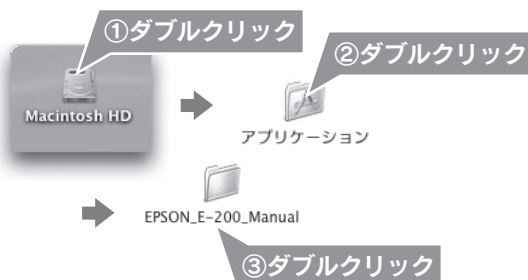 ①ダブルクリック
②ダブルクリック
Macintosh HD
アプリケーション
EPSON_E-200_Manual
③ダブルクリック